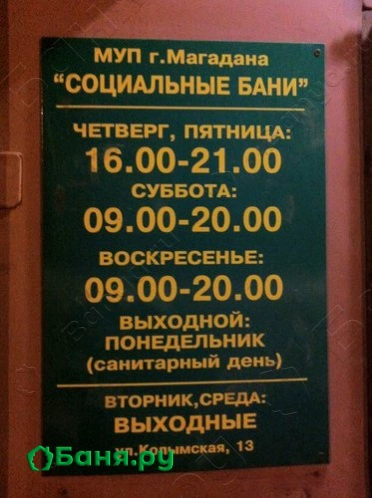 МУП г.Магадана
"СОЦИАЛЬНЫЕ БАНИ"
ЧЕТВЕРГ, ПЯТНИЦА:
16.00-21.00
СУББОТА:
09.00-20.00
ВОСКРЕСЕНЬЕ:
09.00-20.00
ВЫХОДНОЙ:
ПОНЕДЕЛЬНИК
(санитарный день)
ВТОРНИК,СРЕДА:
ВЫХОДНЫЕ
ул.Колымская, 13
Баня.ру